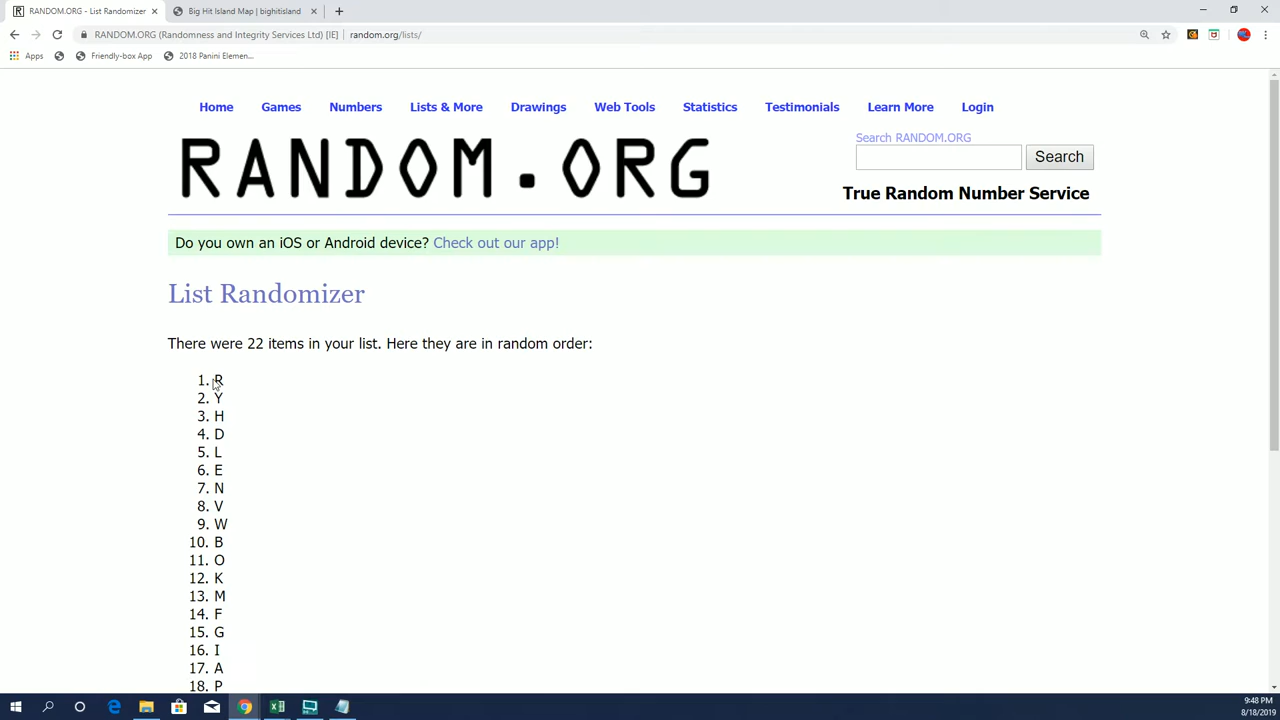 RANDOM.ORG - List Randomizer
Big Hit Island Map | bighitisland
RANDOM.ORG (Randomness and Integrity Services Ltd) [IE] | random.org/lists/
Apps
Friendly-box App
2018 Panini Elemen...
Home Games Numbers Lists & More Drawings Web Tools Statistics Testimonials Learn More Login
RANDOM.ORG
Search RANDOM.ORG
Search
True Random Number Service
Do you own an iOS or Android device? Check out our app!
List Randomizer
There were 22 items in your list. Here they are in random order:
1. R
2. Y
3. H
4. D
5. L
6. E
7. N
8. V
9. W
10. B
11. O
12. K
13. M
14. F
15. G
16. I
17. A
18. P
9:48 PM
8/18/2019